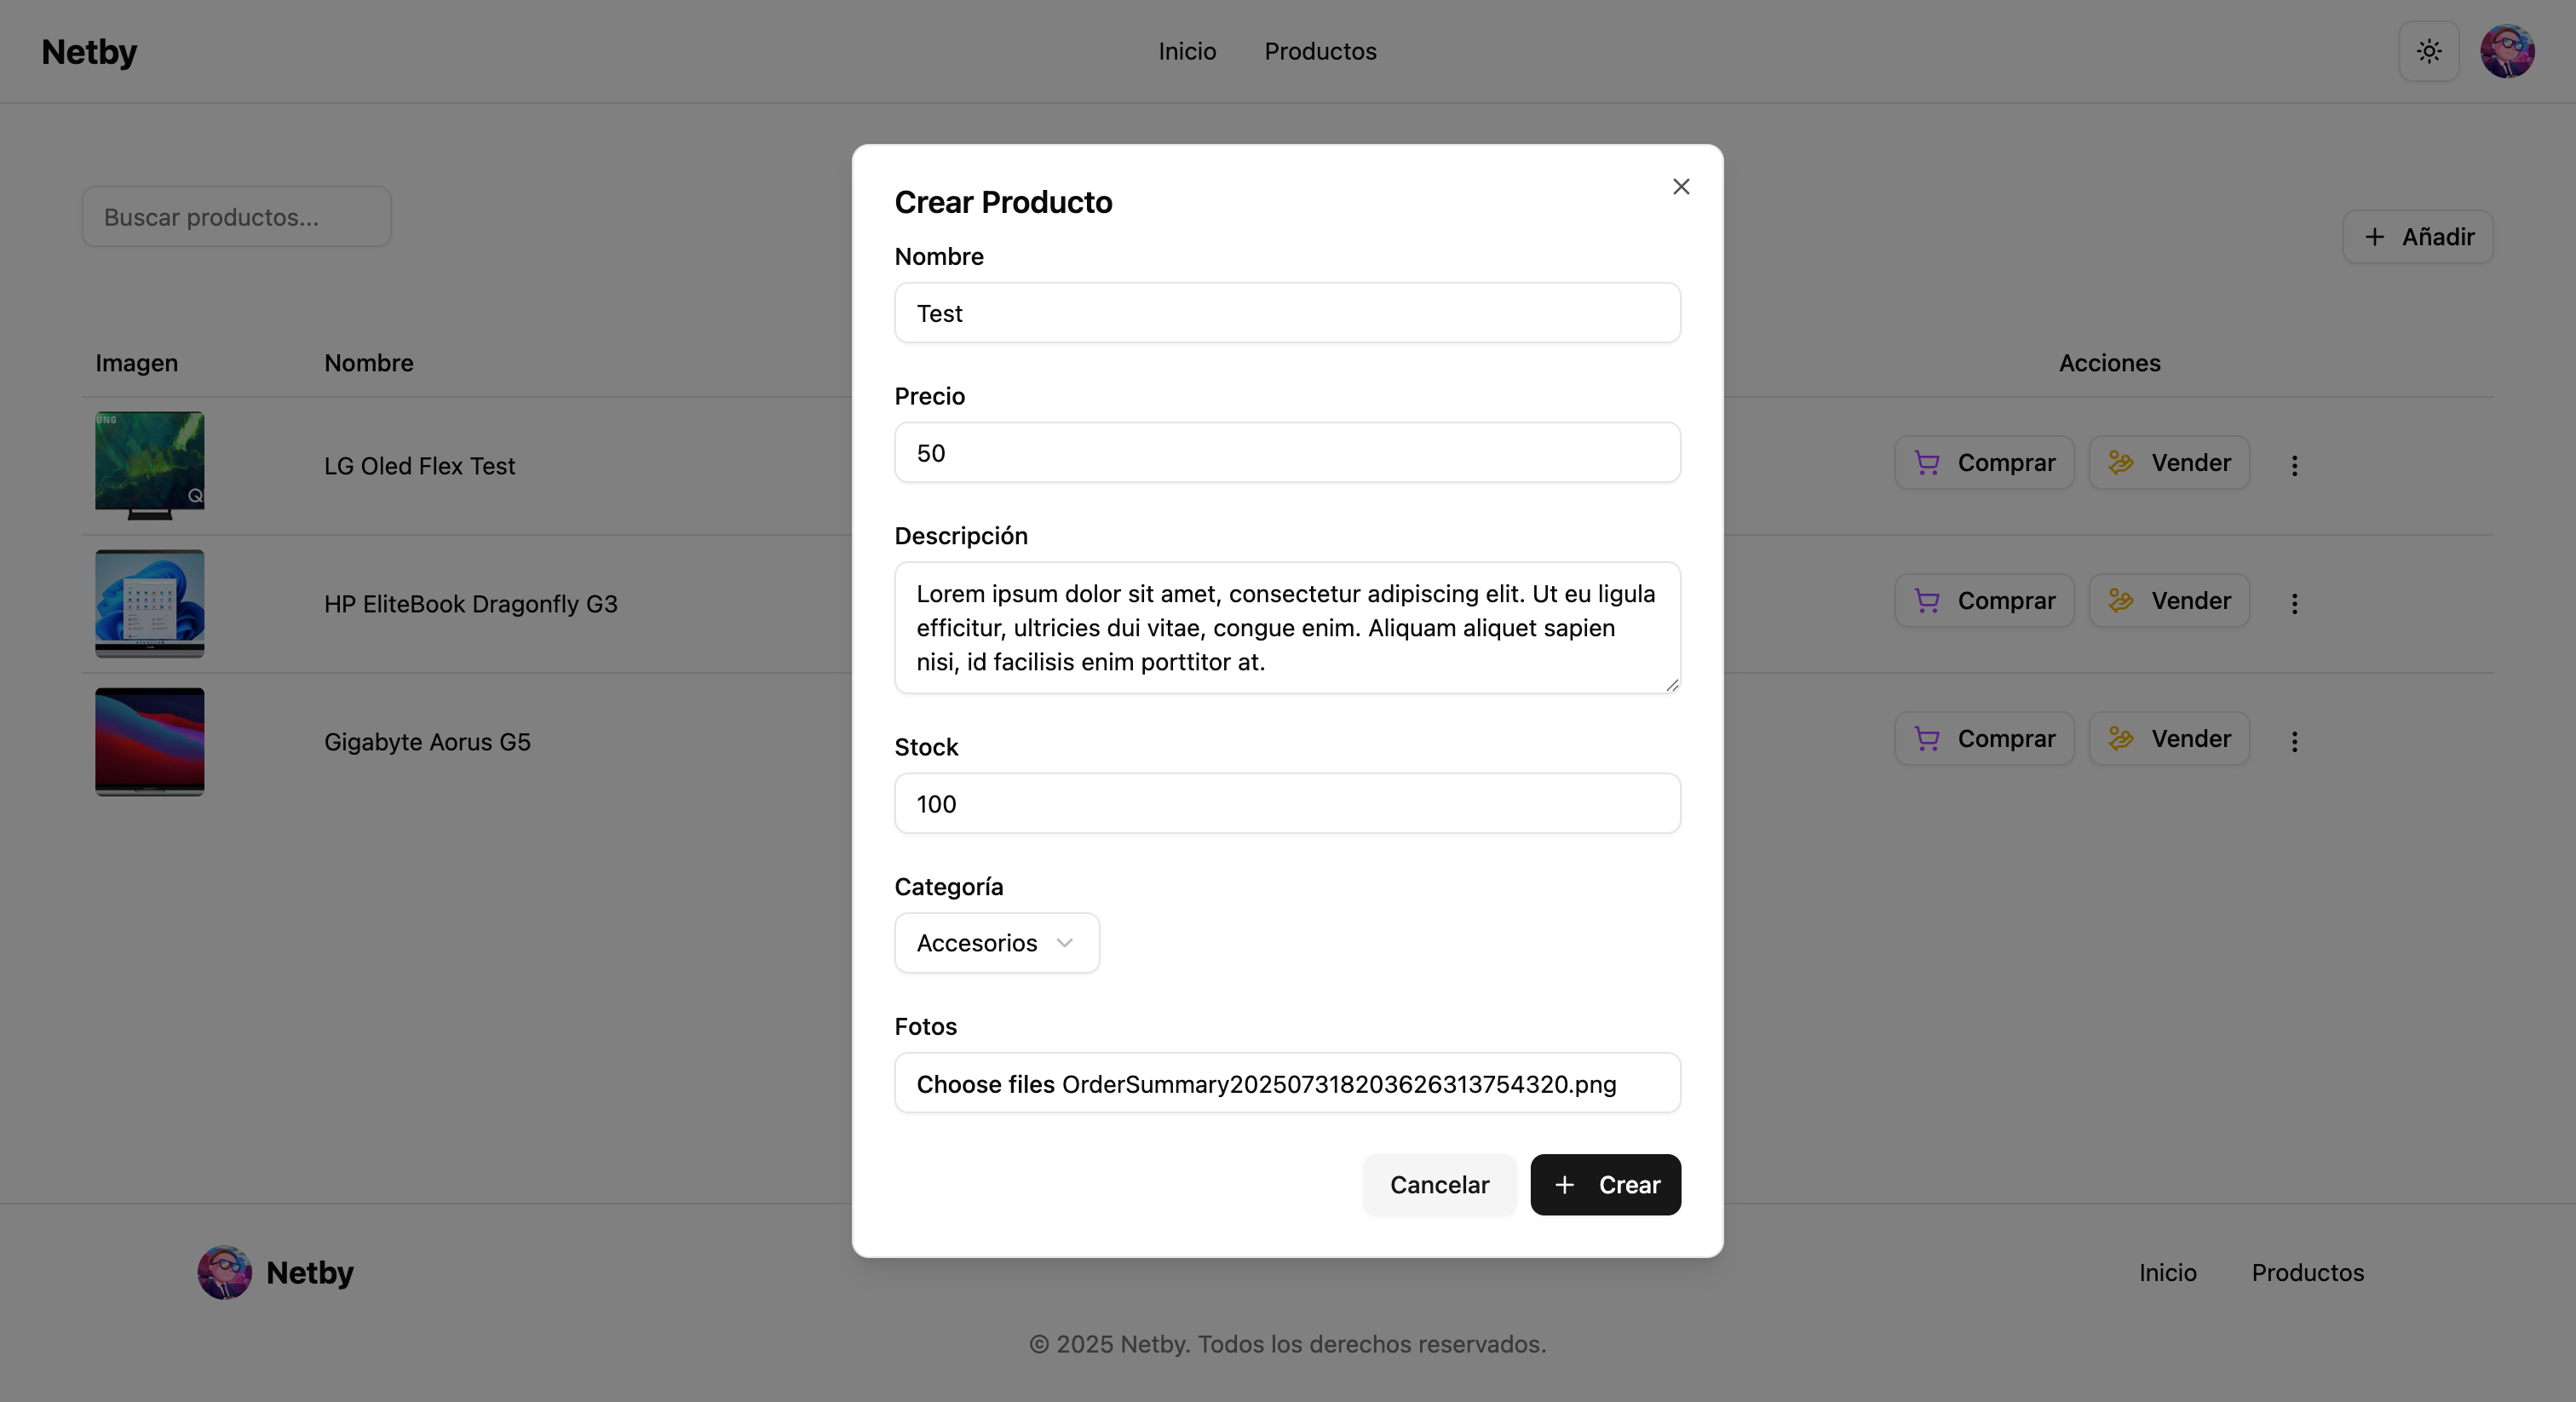 Netby
Inicio
Productos
Buscar productos...
Añadir
Imagen
Nombre
Acciones
UNG
Q
LG Oled Flex Test
Comprar
Vender
HP EliteBook Dragonfly G3
Comprar
Vender
Gigabyte Aorus G5
Comprar
Vender
Crear Producto
Nombre
Test
Precio
50
Descripción
Lorem ipsum dolor sit amet, consectetur adipiscing elit. Ut eu ligula
efficitur, ultricies dui vitae, congue enim. Aliquam aliquet sapien
nisi, id facilisis enim porttitor at.
Stock
100
Categoría
Accesorios
Fotos
Choose files OrderSummary202507318203626313754320.png
Cancelar
Crear
Netby
Inicio
Productos
© 2025 Netby. Todos los derechos reservados.